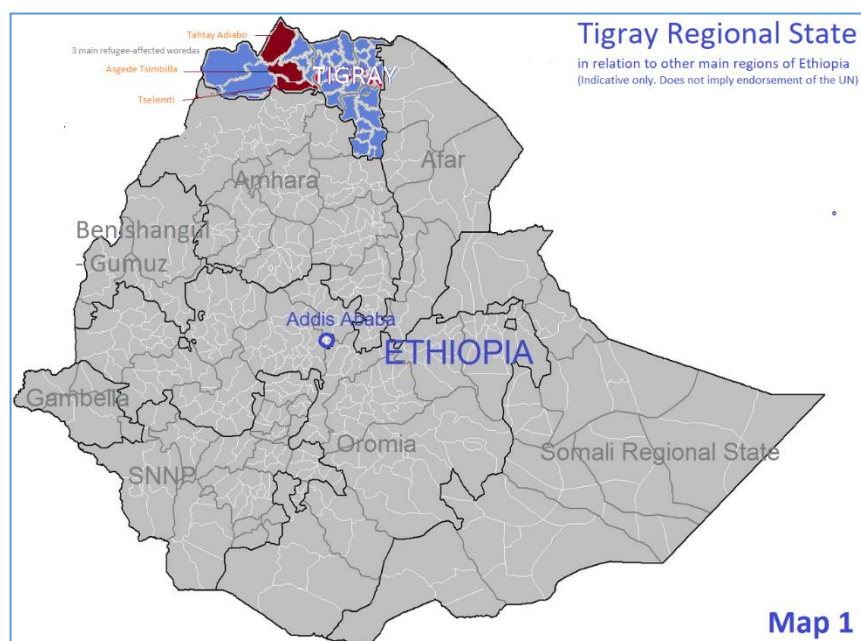 Tigray Regional State
in relation to other main regions of Ethiopia
(Indicative only. Does not imply endorsement of the UN)
Tahtay Adiabo
3 main refugee-affected woredas
Asgede Tsimbilla
TIGRAY
Tselemti
Afar
Amhara
Benishangul
- Gumuz
Addis Ababa
ETHIOPIA
Gambella
Oromia
Somali Regional State
SNNP
Map 1